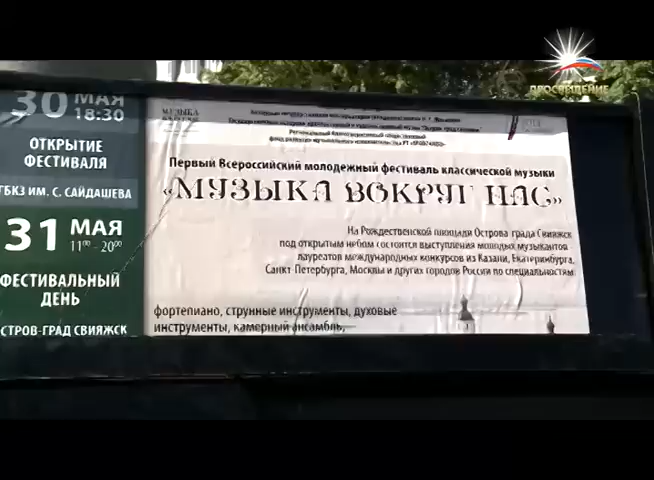 ПРОСВЕЩЕНИЕ
30 МАЯ
18:30
ОТКРЫТИЕ
ФЕСТИВАЛЯ
ГБКЗ ИМ. С. САЙДАШЕВА
31 МАЯ
11⁰⁰ – 20⁰⁰
ФЕСТИВАЛЬНЫЙ
ДЕНЬ
СТРОВ-ГРАД СВИЯЖСК
МУЗЫКА
Первый Всероссийский молодежный фестиваль классической музыки
«МУЗЫКА ВОКРУГ НАС»
На Рождественской площади Острова града Свияжск
под открытым небом состоится выступления молодых музыкантов
лауреатов международных конкурсов из Казани, Екатеринбурга,
Санкт-Петербурга, Москвы и других городов России по специальностям
фортепиано, струнные инструменты, духовые
инструменты, камерный ансамбль,